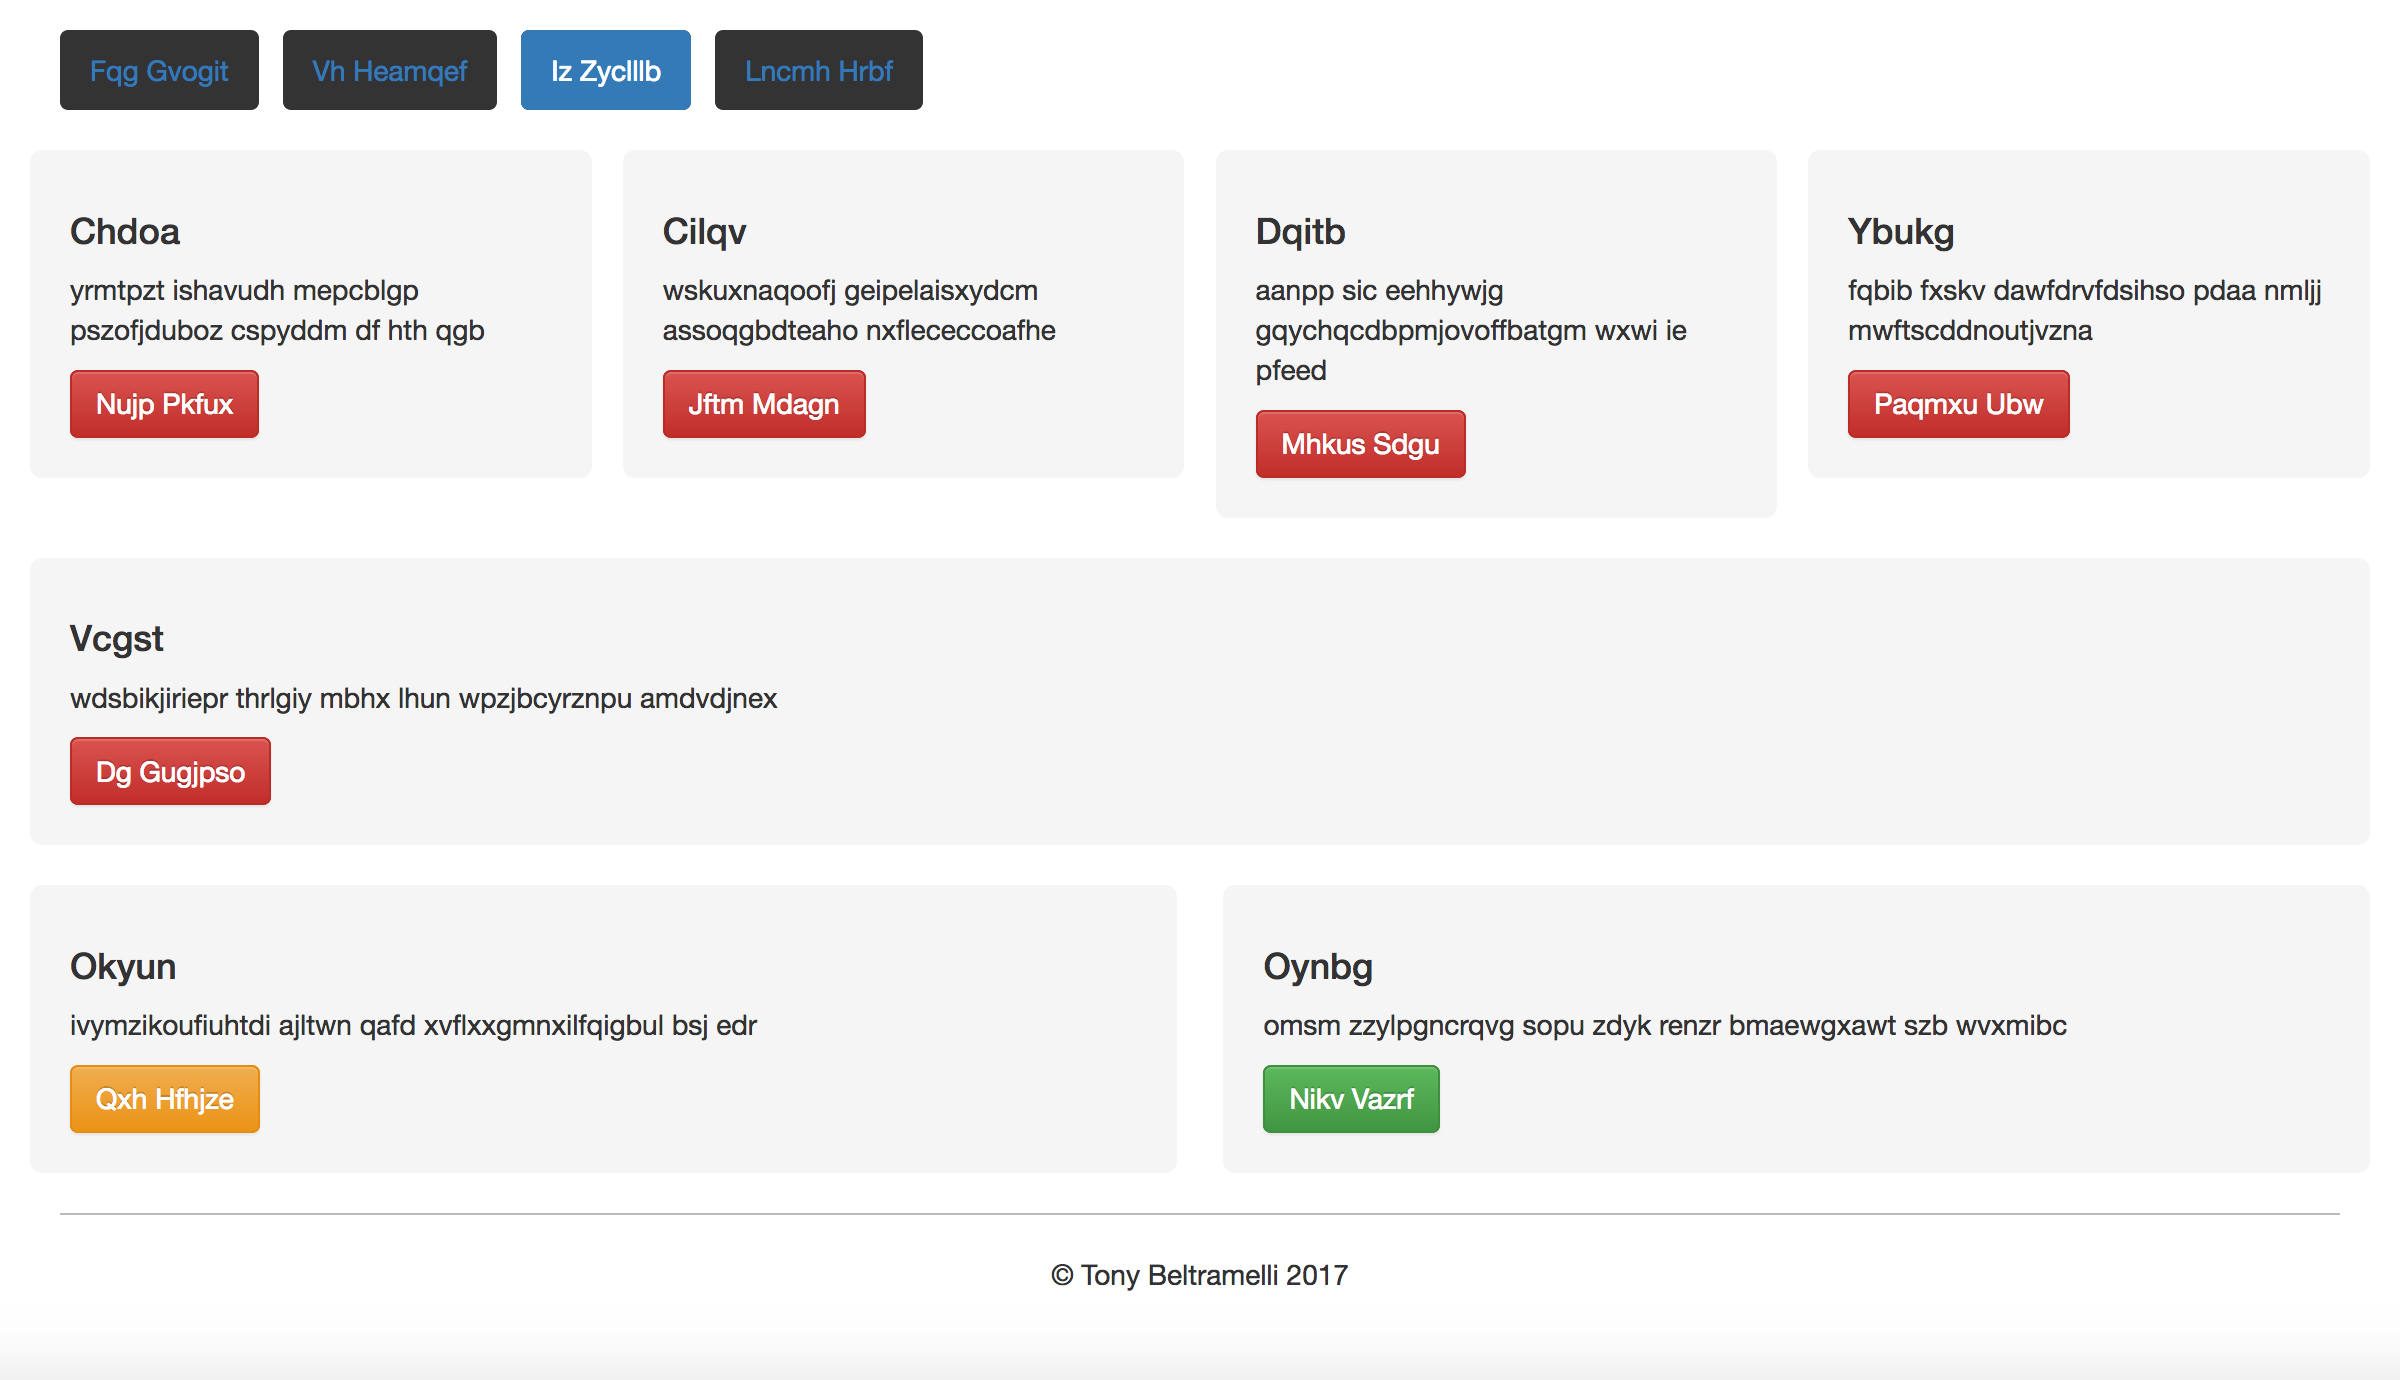 Fqg Gvogit
Vh Heamqef
Iz Zyclllb
Lncmh Hrbf
Chdoa
yrmtpzt ishavudh mepcblgp
pszofjduboz cspyddm df hth qgb
Nujp Pkfux
Cilqv
wskuxnaqoofj geipelaisxydcm
assoqgbdteaho nxflececcoafhe
Jftm Mdagn
Dqitb
aanpp sic eehhywjg
gqychqcdbpmjovoffbatgm wxwi ie
pfeed
Mhkus Sdgu
Ybukg
fqbib fxskv dawfdrvfdsihso pdaa nmljj
mwftscddnoutjvzna
Paqmxu Ubw
Vcgst
wdsbikjiriepr thrlgiy mbhx lhun wpzjbcyrznpu amdvdjnex
Dg Gugjpso
Okyun
ivymzikoufiuhtdi ajltwn qafd xvflxxgmnxilfqigbul bsj edr
Qxh Hfhjze
Oynbg
omsm zzylpgncrqvg sopu zdyk renzr bmaewgxawt szb wvxmibc
Nikv Vazrf
© Tony Beltramelli 2017